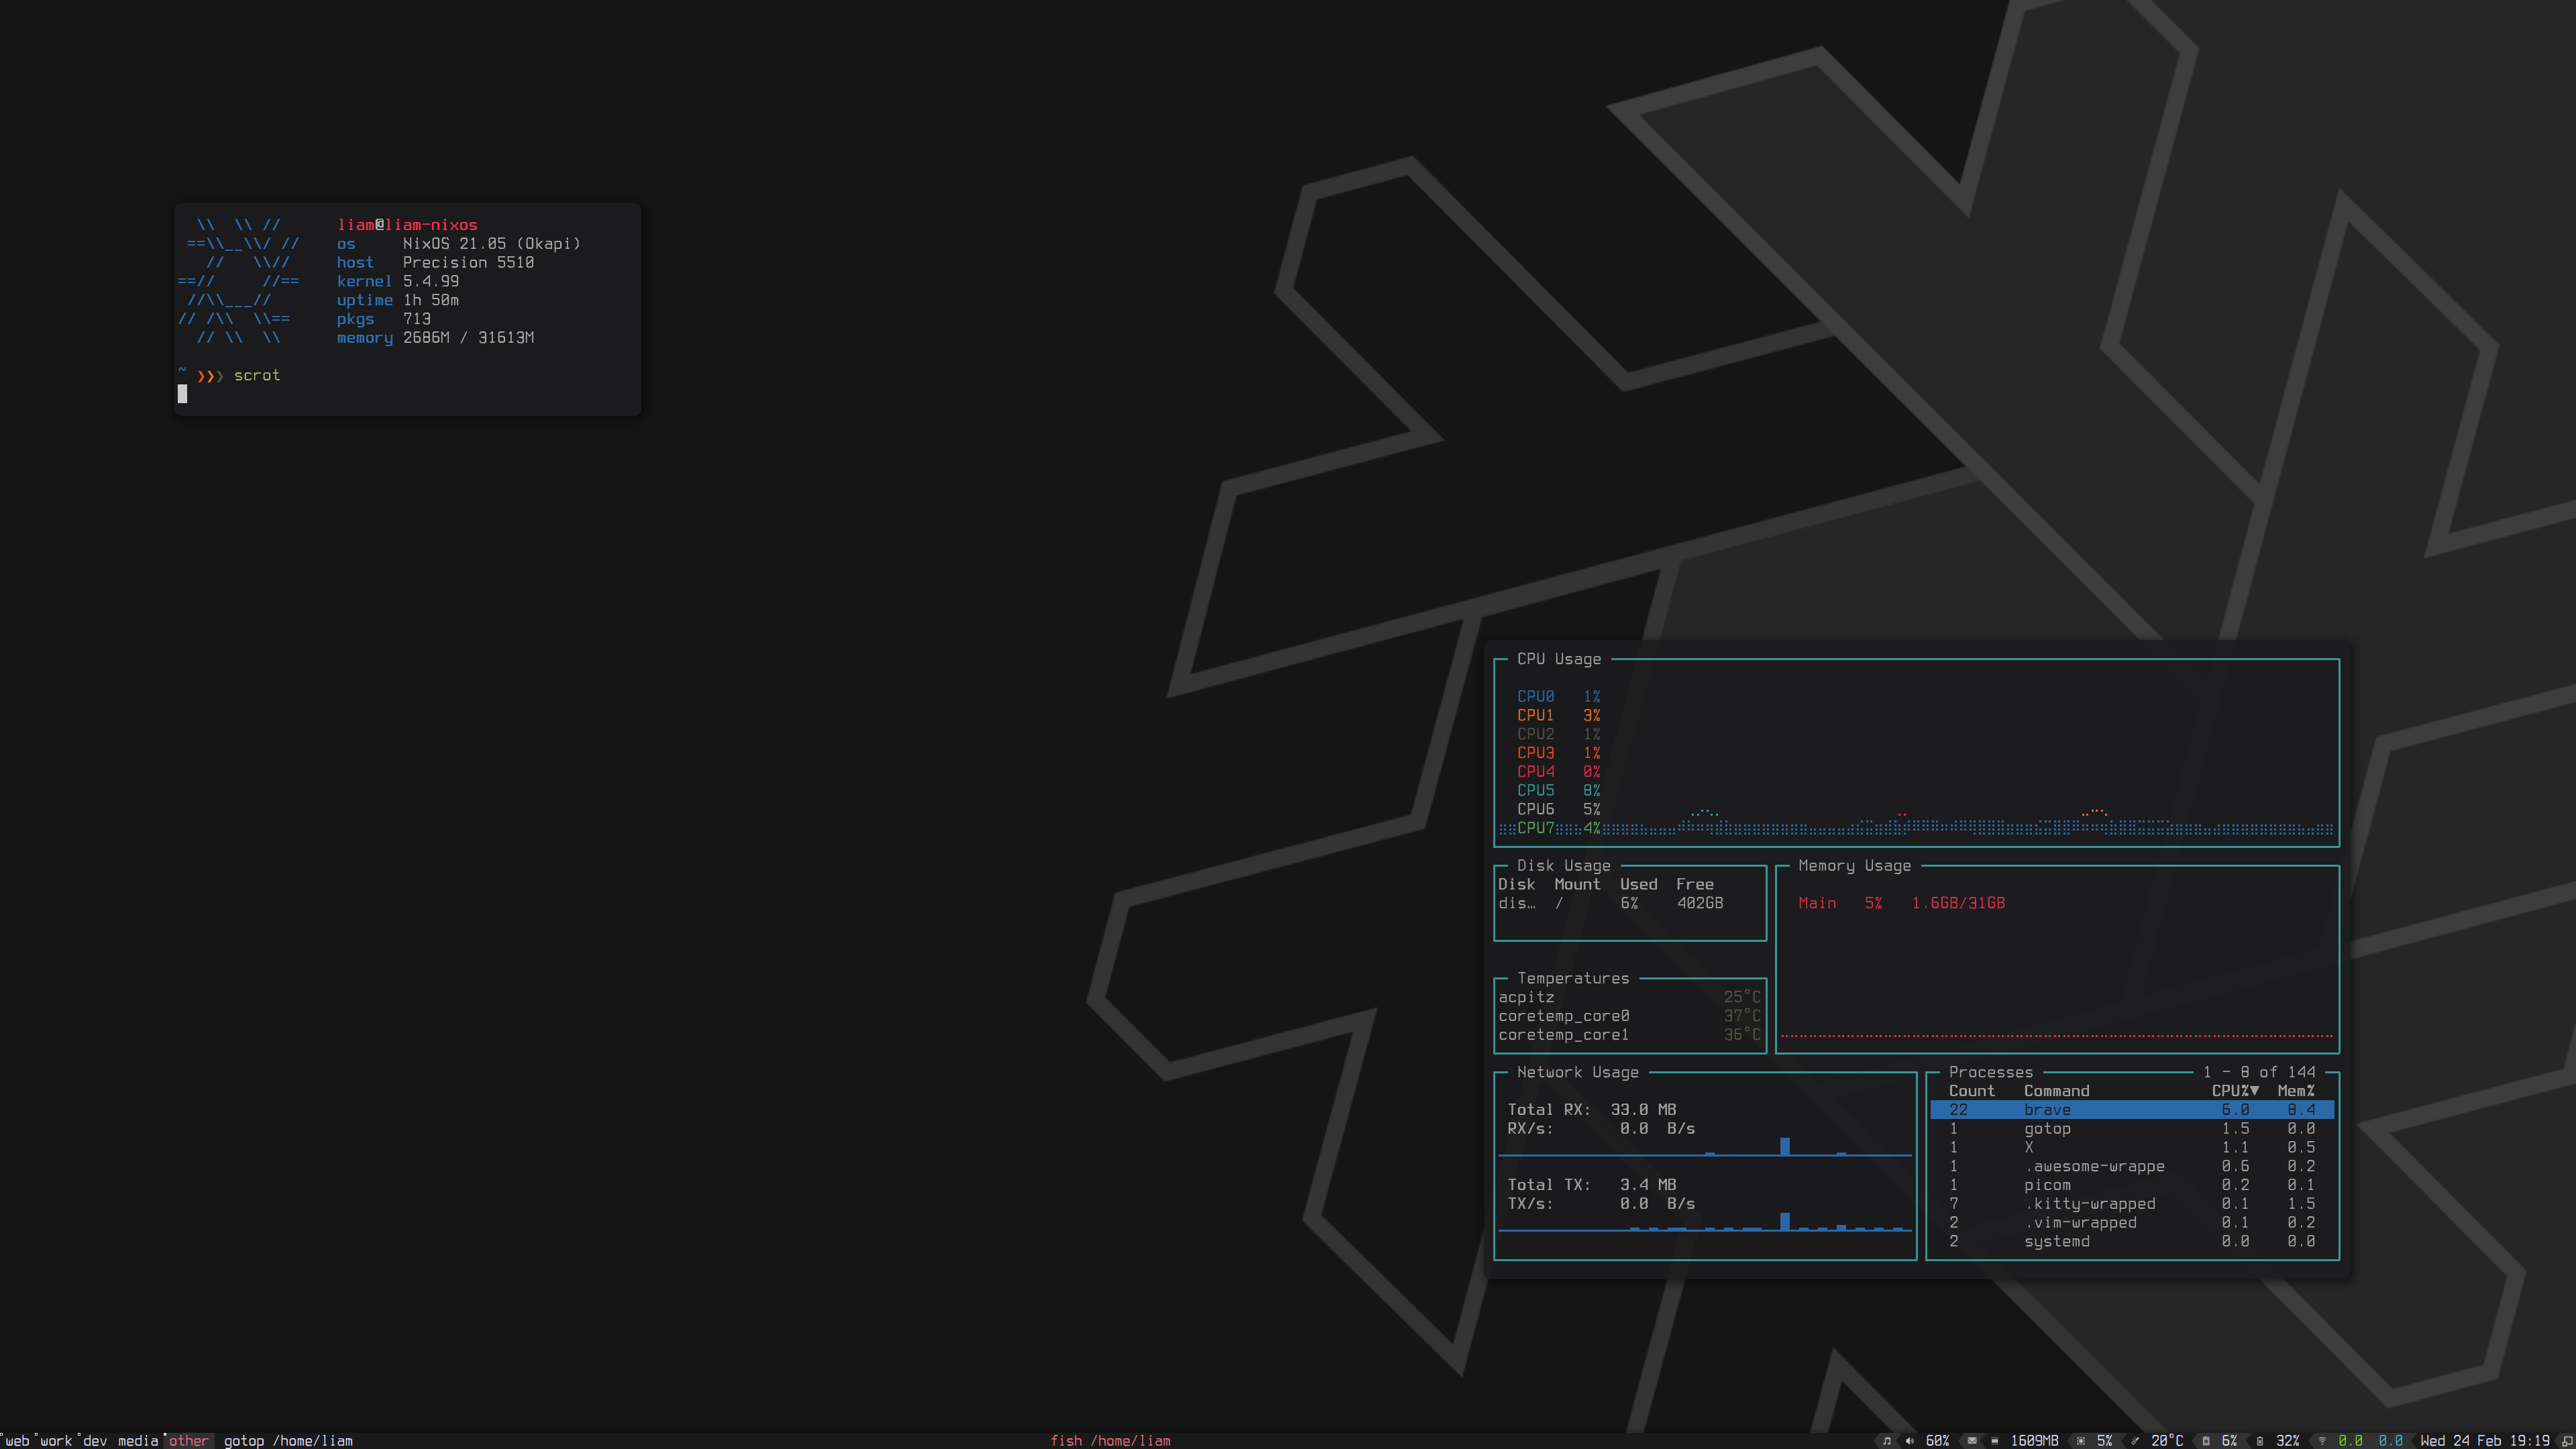 \\  \\ //
==\\__\\/ //
//   \\//
==//     //==
//\\___//
// /\\  \\==
// \\  \\
liam@liam-nixos
os NixOS 21.05 (Okapi)
host Precision 5510
kernel 5.4.99
uptime 1h 50m
pkgs 713
memory 2686M / 31613M
~ ❯❯❯ scrot
CPU Usage
CPU0 1%
CPU1 3%
CPU2 1%
CPU3 1%
CPU4 0%
CPU5 8%
CPU6 5%
CPU7 4%
Disk Usage
Disk Mount Used Free
dis… / 6% 402GB
Memory Usage
Main 5% 1.6GB/31GB
Temperatures
acpitz 25°C
coretemp_core0 37°C
coretemp_core1 36°C
Network Usage
Total RX: 33.0 MB
RX/s: 0.0 B/s
Total TX: 3.4 MB
TX/s: 0.0 B/s
Processes 1 - 8 of 144
Count Command CPU%▼ Mem%
22 brave 6.0 8.4
1 gotop 1.5 0.0
1 X 1.1 0.5
1 .awesome-wrappe 0.6 0.2
1 picom 0.2 0.1
7 .kitty-wrapped 0.1 1.5
2 .vim-wrapped 0.1 0.2
2 systemd 0.0 0.0
web work dev media other gotop /home/liam fish /home/liam 60% 1609MB 5% 20°C 6% 32% 0.0 0.0 Wed 24 Feb 19:19